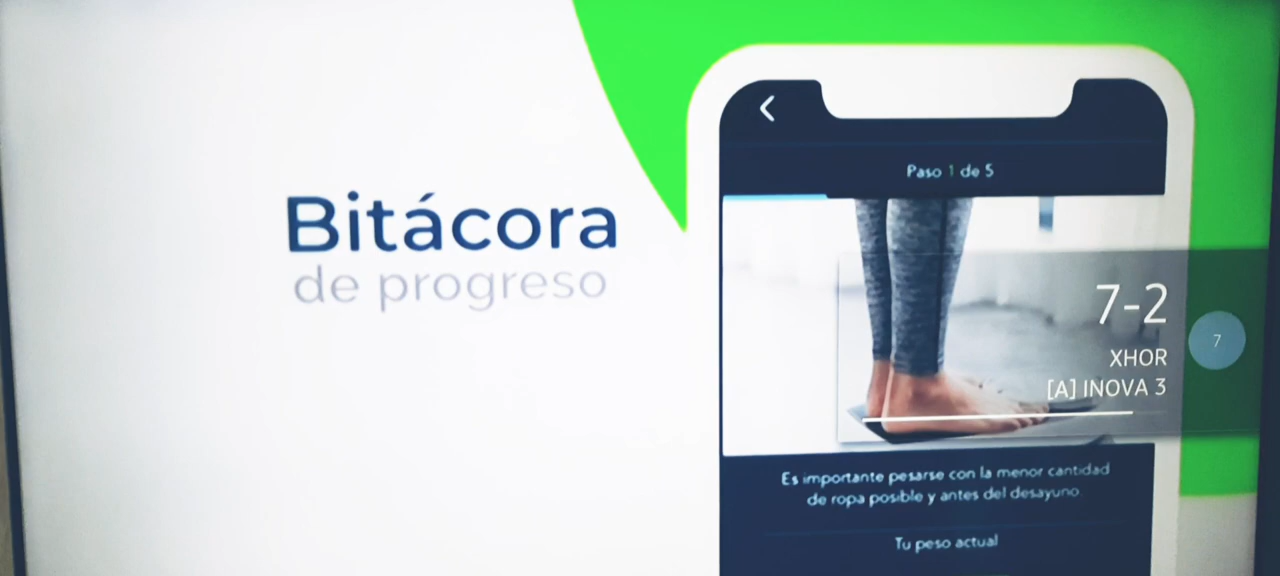 Bitácora
de progreso
Paso 1 de 5
7-2
7
XHOR
[A] INOVA 3
Es importante pesarse con la menor cantidad
de ropa posible y antes del desayuno.
Tu peso actual